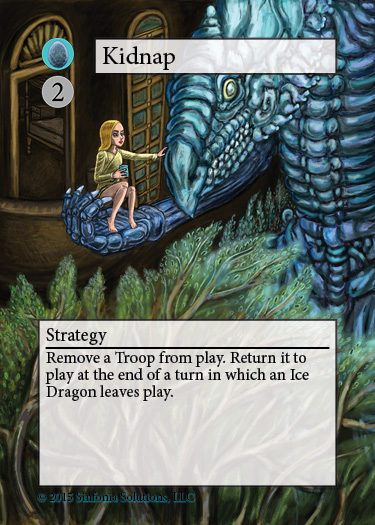 Kidnap
2
Strategy
Remove a Troop from play. Return it to
play at the end of a turn in which an Ice
Dragon leaves play.
© 2015 Sinfonia Solutions, LLC